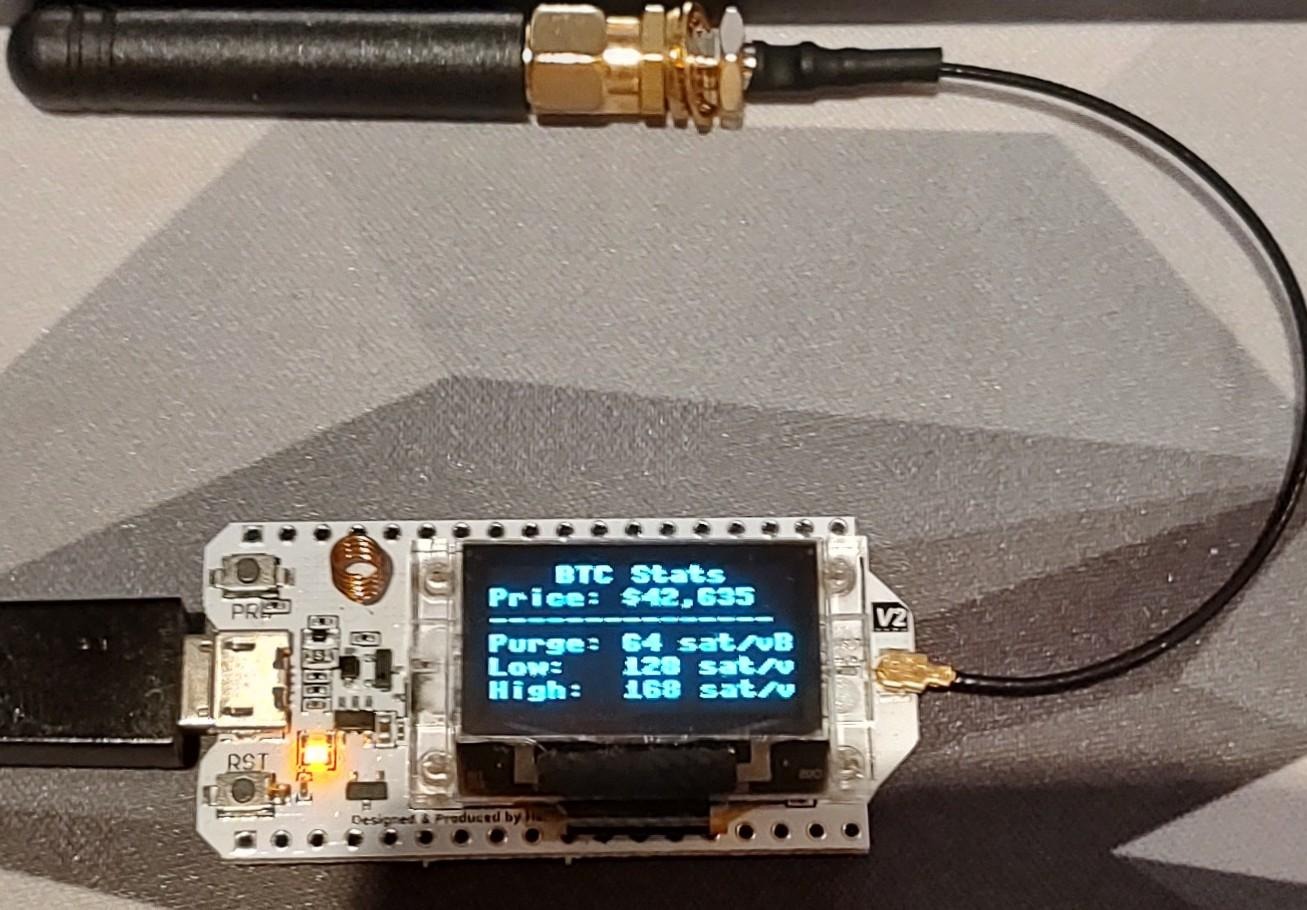 BTC Stats
Price: $42,635
---------------
Purge: 64 sat/vB
Low: 128 sat/v
High: 168 sat/v
V2
PRG
RST
Designed & Produced by